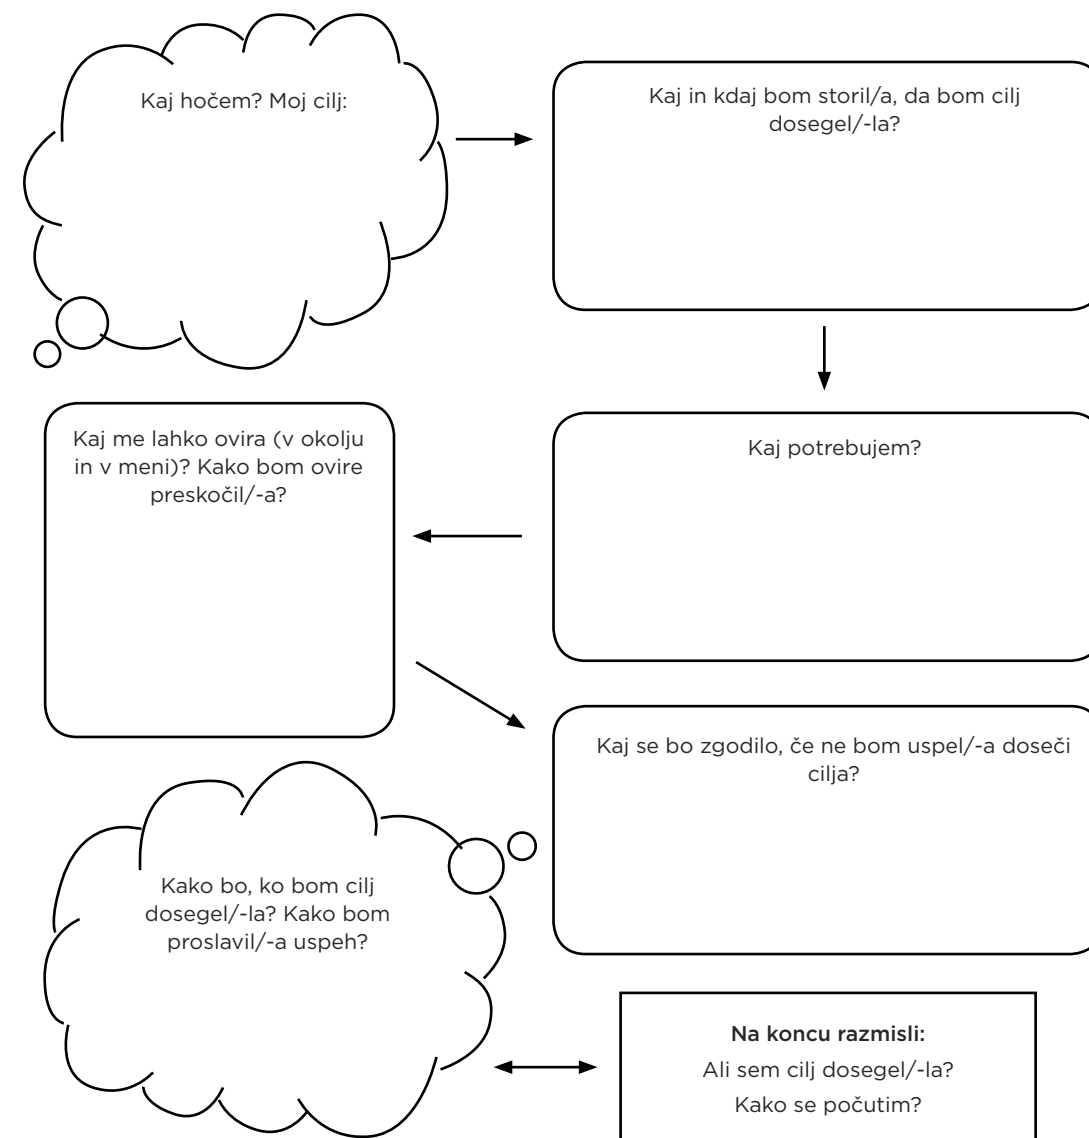 Kaj hočem? Moj cilj:
Kaj in kdaj bom storil/a, da bom cilj
dosegel/-la?
Kaj potrebujem?
Kaj me lahko ovira (v okolju
in v meni)? Kako bom ovire
preskočil/-a?
Kaj se bo zgodilo, če ne bom uspel/-a doseči
cilja?
Kako bo, ko bom cilj
dosegel/-la? Kako bom
proslavil/-a uspeh?
Na koncu razmisli:
Ali sem cilj dosegel/-la?
Kako se počutim?